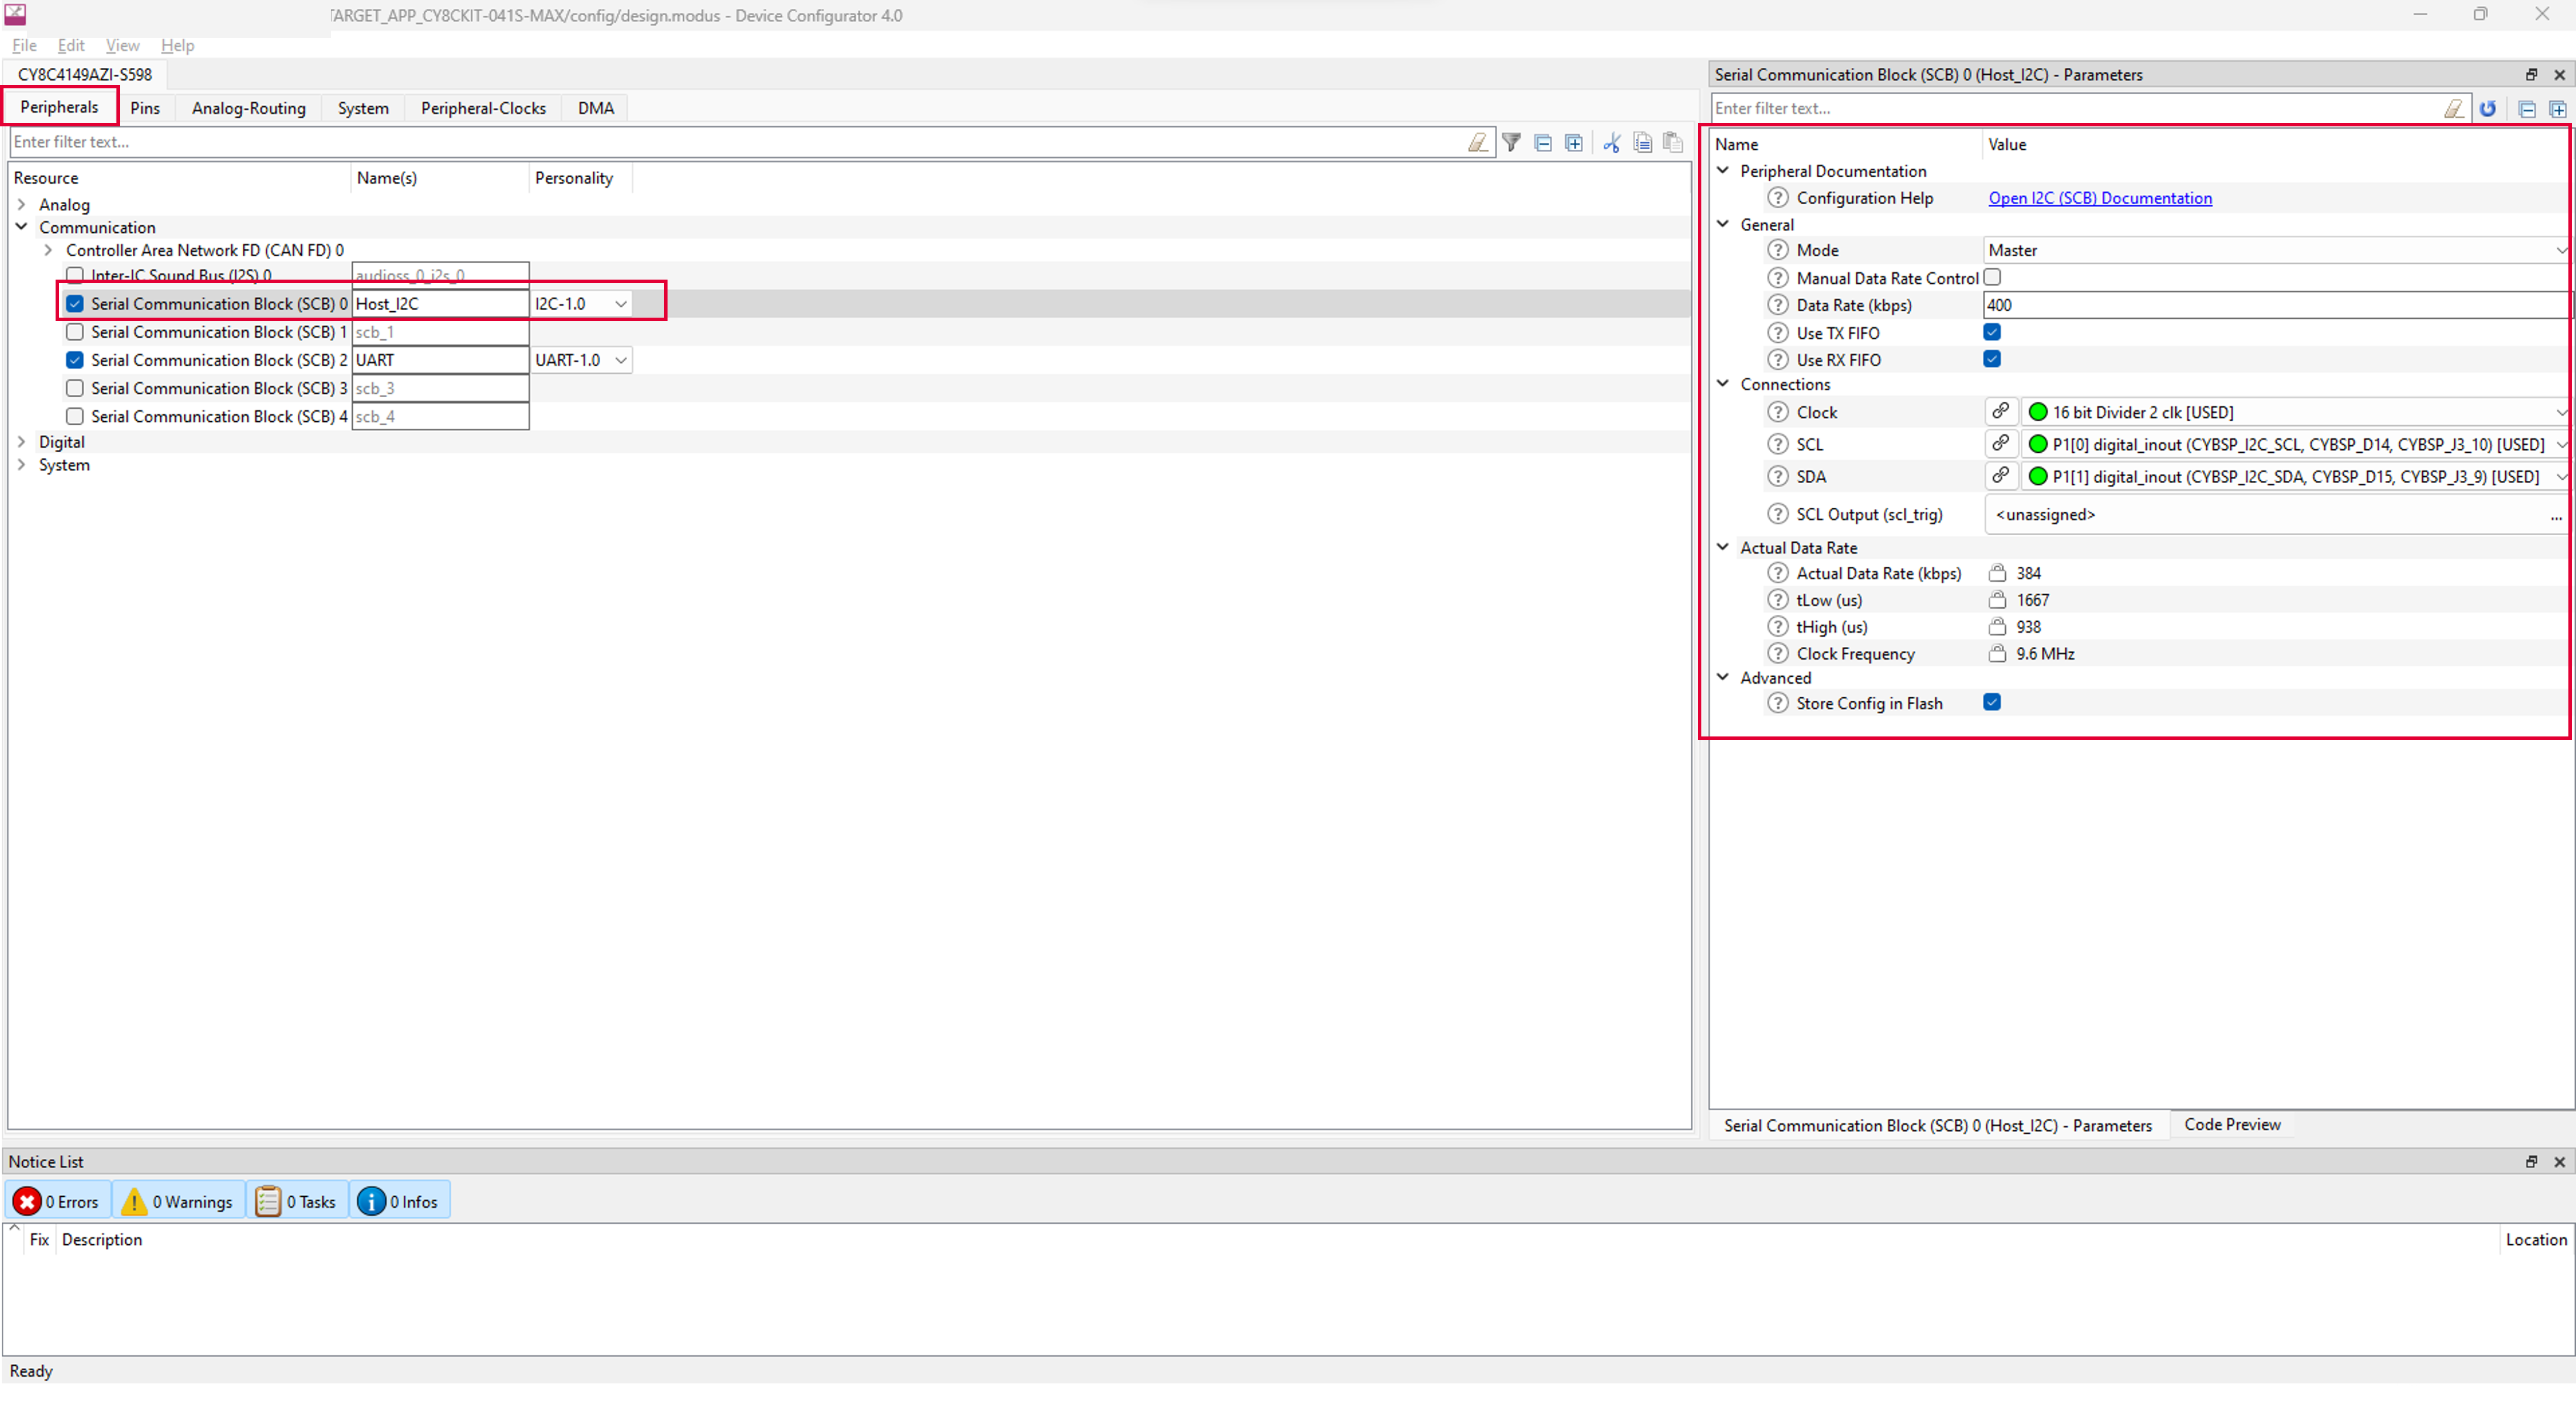 TARGET_APP_CY8CKIT-041S-MAX/config/design.modus - Device Configurator 4.0
File Edit View Help
CY8C4149AZI-S598
Peripherals Pins Analog-Routing System Peripheral-Clocks DMA
Enter filter text...
Resource Name(s) Personality
Analog
Communication
Controller Area Network FD (CAN FD) 0
Inter-IC Sound Bus (I2S) 0 audioss_0_i2s_0
Serial Communication Block (SCB) 0 Host_I2C I2C-1.0
Serial Communication Block (SCB) 1 scb_1
Serial Communication Block (SCB) 2 UART UART-1.0
Serial Communication Block (SCB) 3 scb_3
Serial Communication Block (SCB) 4 scb_4
Digital
System
Serial Communication Block (SCB) 0 (Host_I2C) - Parameters
Enter filter text...
Name Value
Peripheral Documentation
Configuration Help Open I2C (SCB) Documentation
General
Mode Master
Manual Data Rate Control
Data Rate (kbps) 400
Use TX FIFO
Use RX FIFO
Connections
Clock 16 bit Divider 2 clk [USED]
SCL P1[0] digital_inout (CYBSP_I2C_SCL, CYBSP_D14, CYBSP_J3_10) [USED]
SDA P1[1] digital_inout (CYBSP_I2C_SDA, CYBSP_D15, CYBSP_J3_9) [USED]
SCL Output (scl_trig) <unassigned> ...
Actual Data Rate
Actual Data Rate (kbps) 384
tLow (us) 1667
tHigh (us) 938
Clock Frequency 9.6 MHz
Advanced
Store Config in Flash
Serial Communication Block (SCB) 0 (Host_I2C) - Parameters Code Preview
Notice List
0 Errors 0 Warnings 0 Tasks 0 Infos
Fix Description Location
Ready